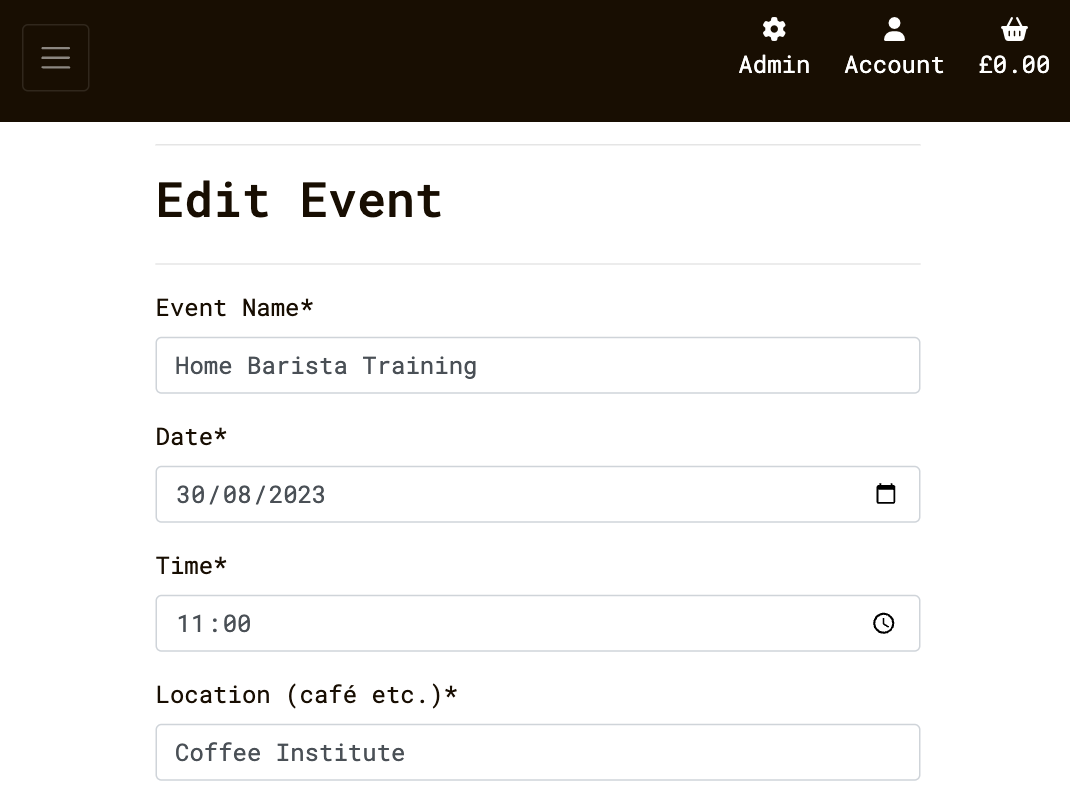 Admin Account £0.00
Edit Event
Event Name*
Home Barista Training
Date*
30/08/2023
Time*
11:00
Location (café etc.)*
Coffee Institute